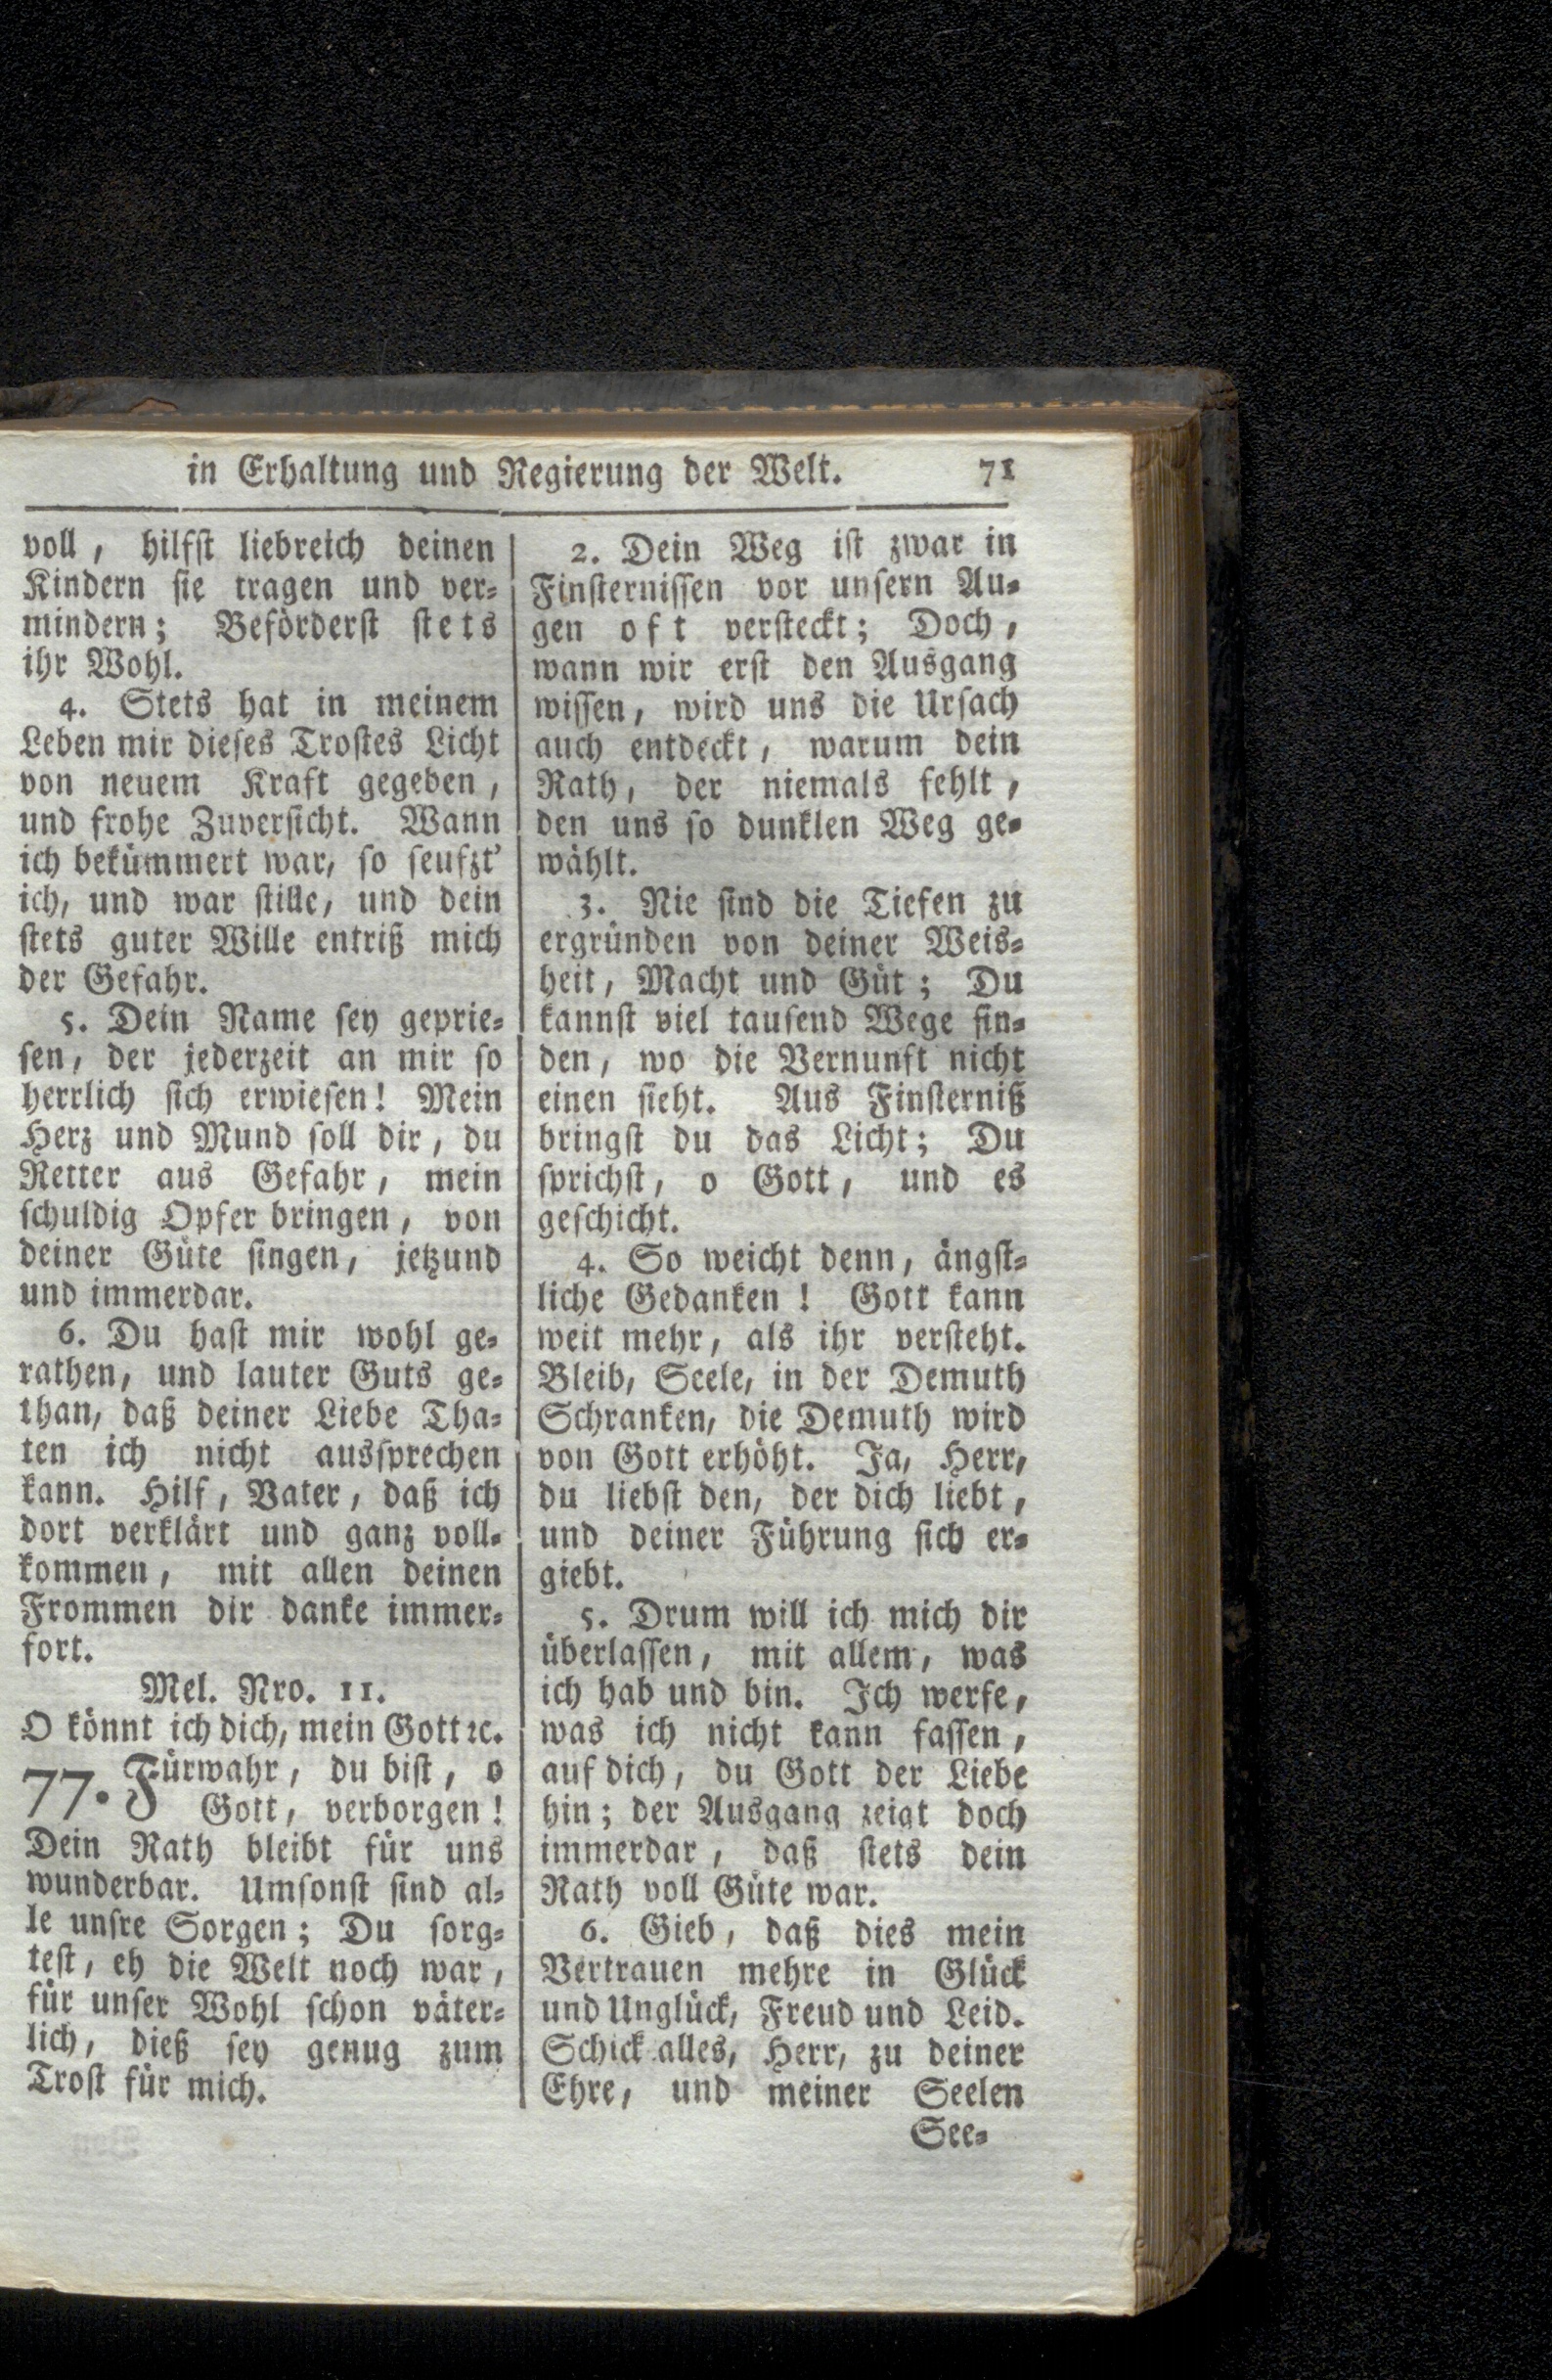 in Erhaltung und Regierung der Welt. 71
voll, hilfst liebreich deinen
Kindern sie tragen und ver-
mindern; Beförderst stets
ihr Wohl.
4. Stets hat in meinem
Leben mir dieses Trostes Licht
von neuem Kraft gegeben,
und frohe Zuversicht. Wann
ich bekümmert war, so seufzt'
ich, und war stille, und dein
stets guter Wille entriß mich
der Gefahr.
5. Dein Name sey geprie-
sen, der jederzeit an mir so
herrlich sich erwiesen! Mein
Herz und Mund soll dir, du
Retter aus Gefahr, mein
schuldig Opfer bringen, von
deiner Güte singen, jetzund
und immerdar.
6. Du hast mir wohl ge-
rathen, und lauter Guts ge-
than, daß deiner Liebe Tha-
ten ich nicht aussprechen
kann. Hilf, Vater, daß ich
dort verklärt und ganz voll-
kommen, mit allen deinen
Frommen dir danke immer-
fort.
Mel. Nro. 11.
O könnt ich dich, mein Gott ꝛc.
77. Fürwahr, du bist, o
Gott, verborgen!
Dein Rath bleibt für uns
wunderbar. Umsonst sind al-
le unsre Sorgen; Du sorg-
test, eh die Welt noch war,
für unser Wohl schon väter-
lich, dieß sey genug zum
Trost für mich.
2. Dein Weg ist zwar in
Finsternissen vor unsern Au-
gen oft versteckt; Doch,
wann wir erst den Ausgang
wissen, wird uns die Ursach
auch entdeckt, warum dein
Rath, der niemals fehlt,
den uns so dunklen Weg ge-
wählt.
3. Nie sind die Tiefen zu
ergründen von deiner Weis-
heit, Macht und Güt; Du
kannst viel tausend Wege fin-
den, wo die Vernunft nicht
einen sieht. Aus Finsterniß
bringst du das Licht; Du
sprichst, o Gott, und es
geschicht.
4. So weicht denn, ängst-
liche Gedanken! Gott kann
weit mehr, als ihr versteht.
Bleib, Seele, in der Demuth
Schranken, die Demuth wird
von Gott erhöht. Ja, Herr,
du liebst den, der dich liebt,
und deiner Führung sich er-
giebt.
5. Drum will ich mich dir
überlassen, mit allem, was
ich hab und bin. Ich werfe,
was ich nicht kann fassen,
auf dich, du Gott der Liebe
hin; der Ausgang zeigt doch
immerdar, daß stets dein
Rath voll Güte war.
6. Gieb, daß dies mein
Vertrauen mehre in Glück
und Unglück, Freud und Leid.
Schick alles, Herr, zu deiner
Ehre, und meiner Seelen
See-